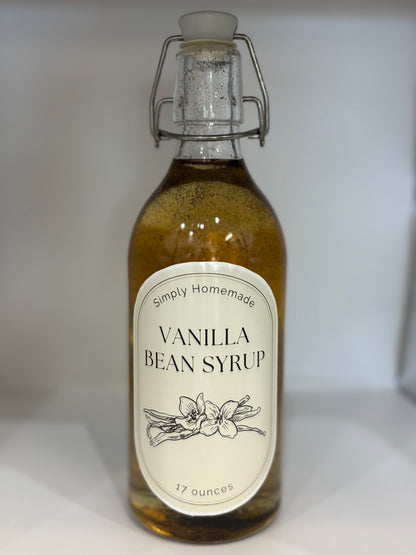 Simply Homemade
VANILLA
BEAN SYRUP
17 ounces